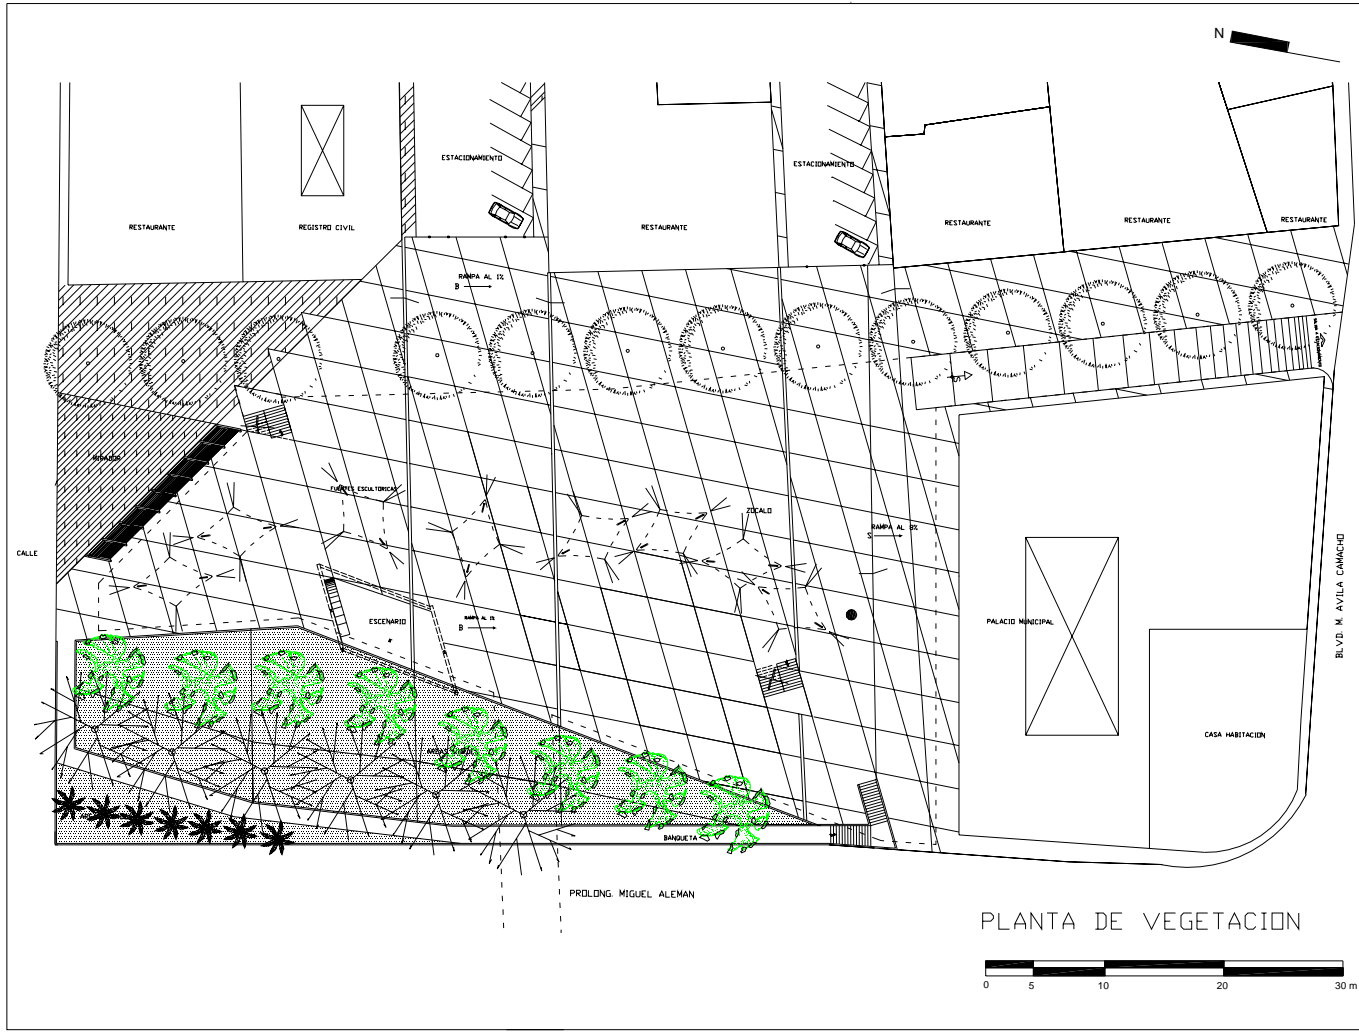 N
ESTACIONAMIENTO
ESTACIONAMIENTO
RESTAURANTE
REGISTRO CIVIL
RESTAURANTE
RESTAURANTE
RESTAURANTE
RESTAURANTE
RAMPA AL 1%
B
S
MIRADOR
FUENTES ESCULTORICAS
ZOCALO
RAMPA AL 8%
S
CALLE
ESCENARIO
RAMPA AL 1%
B
PALACIO MUNICIPAL
BLVD. M. AVILA CAMACHO
CASA HABITACION
BANQUETA
PROLONG. MIGUEL ALEMAN
PLANTA DE VEGETACION
0 5 10 20 30 m